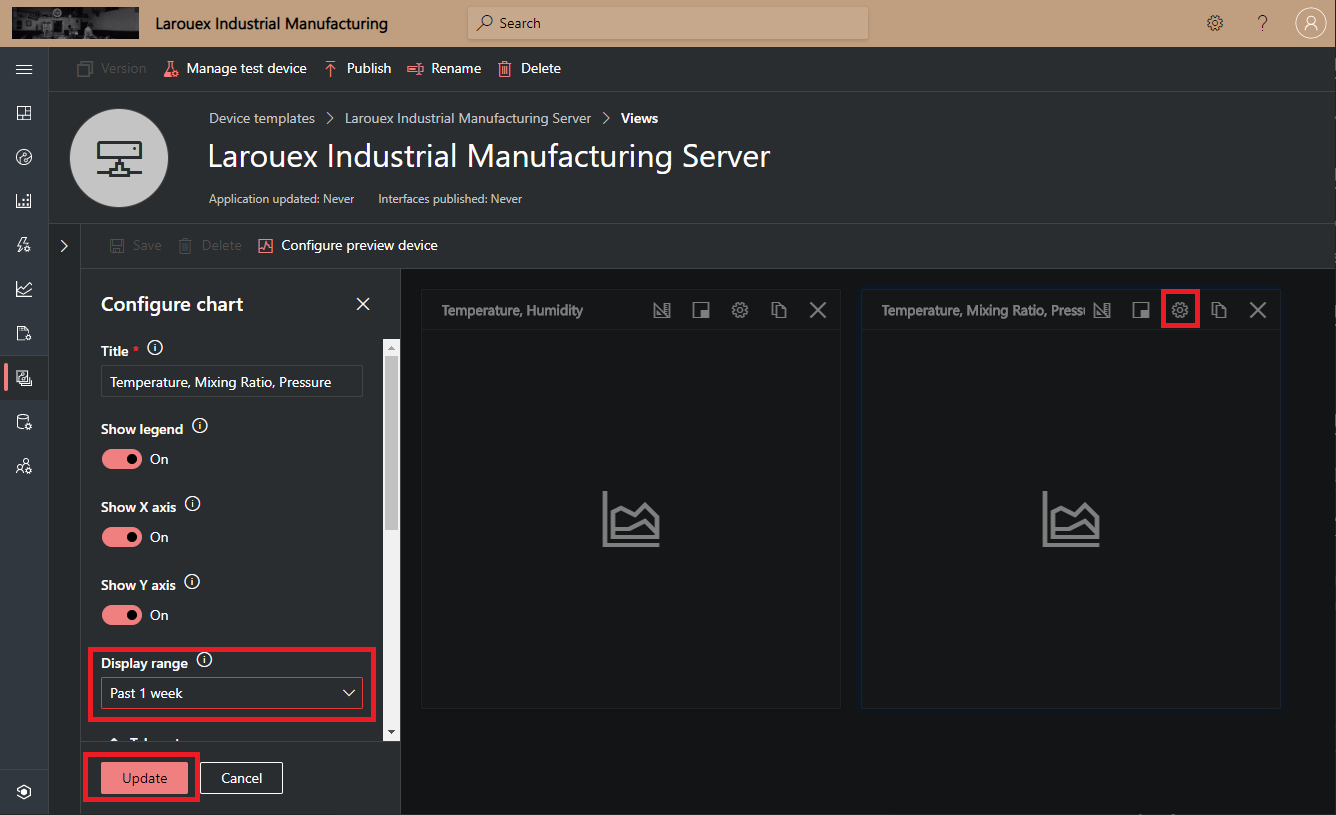 Larouex Industrial Manufacturing
Search
Version
Manage test device
Publish
Rename
Delete
Device templates > Larouex Industrial Manufacturing Server > Views
Larouex Industrial Manufacturing Server
Application updated: Never
Interfaces published: Never
Save
Delete
Configure preview device
Configure chart
Title *
Temperature, Mixing Ratio, Pressure
Show legend
On
Show X axis
On
Show Y axis
On
Display range
Past 1 week
Update
Cancel
Temperature, Humidity
Temperature, Mixing Ratio, Press